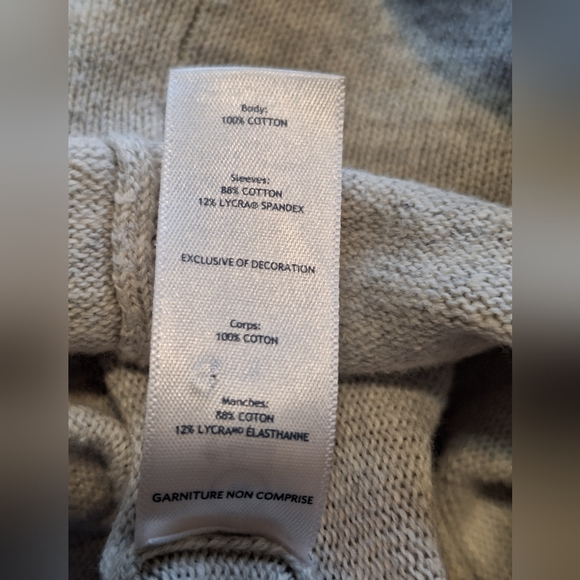 Body:
100% COTTON
Sleeves:
88% COTTON
12% LYCRA® SPANDEX
EXCLUSIVE OF DECORATION
Corps:
100% COTON
Manches:
88% COTON
12% LYCRAᴹᴰ ÉLASTHANNE
GARNITURE NON COMPRISE